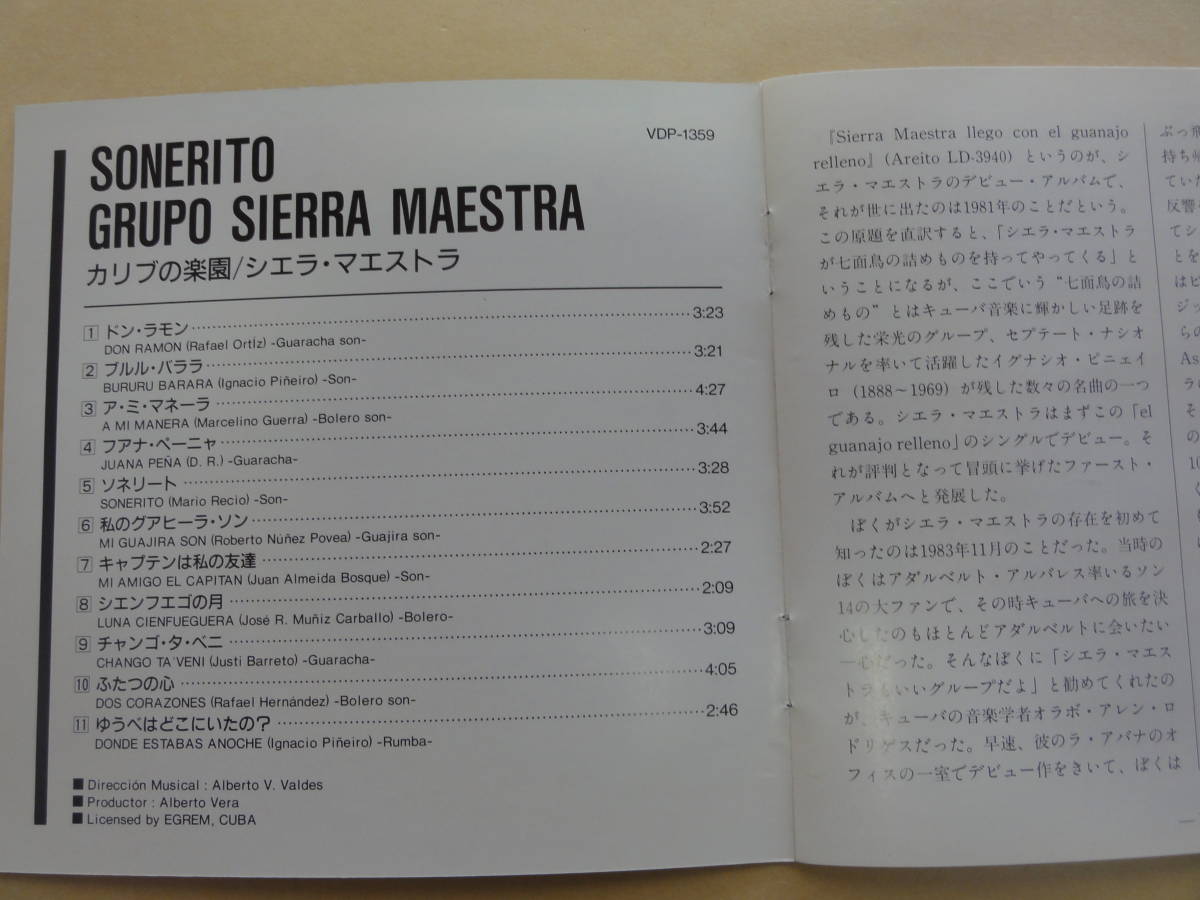 SONERITO
GRUPO SIERRA MAESTRA
カリブの楽園/シエラ・マエストラ
VDP-1359
1 ドン・ラモン 3:23
DON RAMON (Rafael Ortíz) -Guaracha son-
2 ブルル・バララ 3:21
BURURU BARARA (Ignacio Piñeiro) -Son-
3 ア・ミ・マネーラ 4:27
A MI MANERA (Marcelino Guerra) -Bolero son-
4 フアナ・ペーニャ 3:44
JUANA PEÑA (D. R.) -Guaracha-
5 ソネリート 3:28
SONERITO (Mario Recio) -Son-
6 私のグアヒーラ・ソン 3:52
MI GUAJIRA SON (Roberto Núñez Povea) -Guajira son-
7 キャプテンは私の友達 2:27
MI AMIGO EL CAPITAN (Juan Almeida Bosque) -Son-
8 シエンフエゴの月 2:09
LUNA CIENFUEGUERA (José R. Muñiz Carballo) -Bolero-
9 チャンゴ・タ・ベニ 3:09
CHANGO TA'VENI (Justi Barreto) -Guaracha-
10 ふたつの心 4:05
DOS CORAZONES (Rafael Hernández) -Bolero son-
11 ゆうべはどこにいたの? 2:46
DONDE ESTABAS ANOCHE (Ignacio Piñeiro) -Rumba-
■ Dirección Musical : Alberto V. Valdes
■ Productor : Alberto Vera
■ Licensed by EGREM, CUBA
『Sierra Maestra llego con el guanajo
relleno』(Areito LD-3940) というのが、シ
エラ・マエストラのデビュー・アルバムで、
それが世に出たのは1981年のことだという。
この原題を直訳すると、「シエラ・マエストラ
が七面鳥の詰めものを持ってやってくる」と
いうことになるが、ここでいう"七面鳥の詰
めもの"とはキューバ音楽に輝かしい足跡を
残した栄光のグループ、セプテート・ナシオ
ナルを率いて活躍したイグナシオ・ピニェイ
ロ (1888〜1969) が残した数々の名曲の一つ
である。シエラ・マエストラはまずこの「el
guanajo relleno」のシングルでデビュー。そ
れが評判となって冒頭に挙げたファースト・
アルバムへと発展した。
ぼくがシエラ・マエストラの存在を初めて
知ったのは1983年11月のことだった。当時の
ぼくはアダルベルト・アルバレス率いるソン
14の大ファンで、その時キューバへの旅を決
心したのもほとんどアダルベルトに会いたい
一心だった。そんなぼくに「シエラ・マエス
トラといいグループだよ」と勧めてくれたの
が、キューバの音楽学者オラボ・アレン・ロ
ドリゲスだった。早速、彼のラ・アバナのオ
フィスの一室でデビュー作をきいて、ぼくは
ぶっ飛
持ち帰
ていた
反響を
てシ
とを
はピ
ジッ
らの
As
ラの
そ
の
10